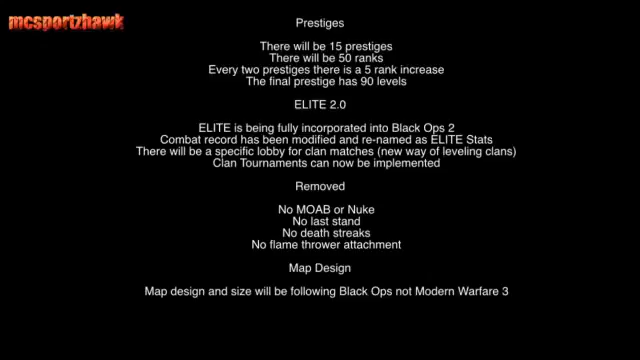 mcsportzhawk
Prestiges
There will be 15 prestiges
There will be 50 ranks
Every two prestiges there is a 5 rank increase
The final prestige has 90 levels
ELITE 2.0
ELITE is being fully incorporated into Black Ops 2
Combat record has been modified and re-named as ELITE Stats
There will be a specific lobby for clan matches (new way of leveling clans)
Clan Tournaments can now be implemented
Removed
No MOAB or Nuke
No last stand
No death streaks
No flame thrower attachment
Map Design
Map design and size will be following Black Ops not Modern Warfare 3